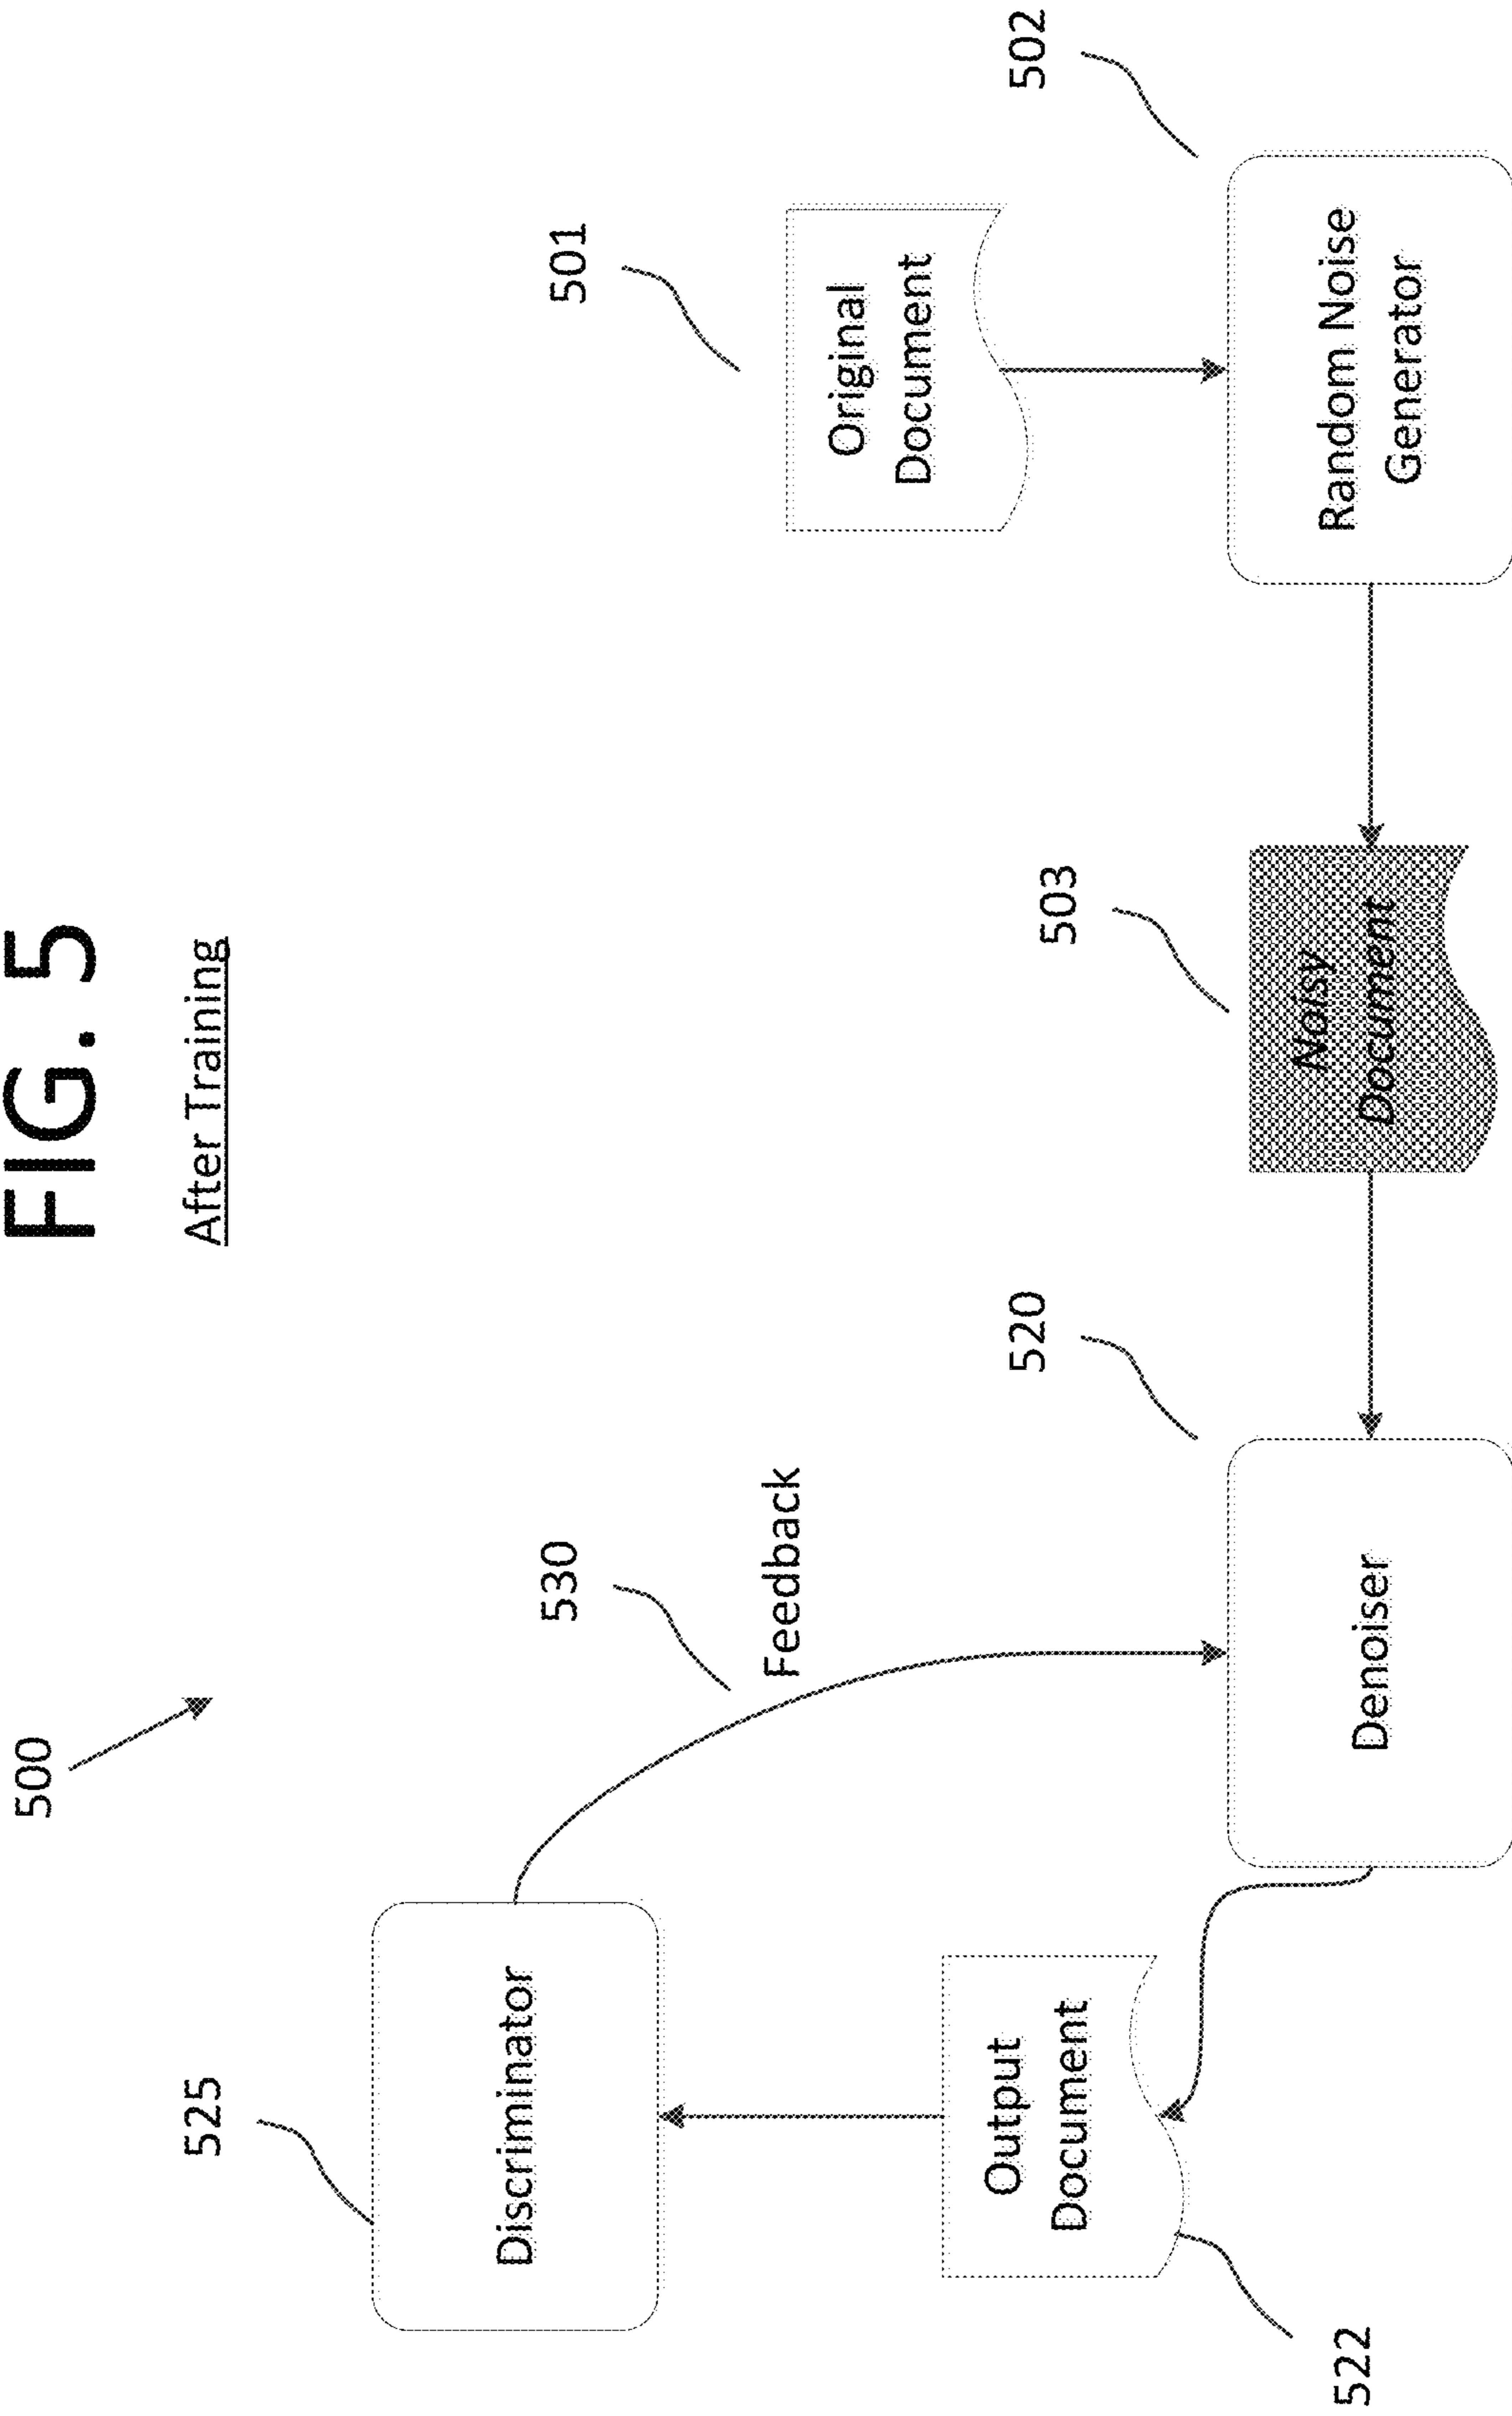 FIG. 5
After Training
500
525
Discriminator
530
Feedback
501
Original
Document
Output
Document
522
520
Denoiser
503
Noisy
Document
502
Random Noise
Generator